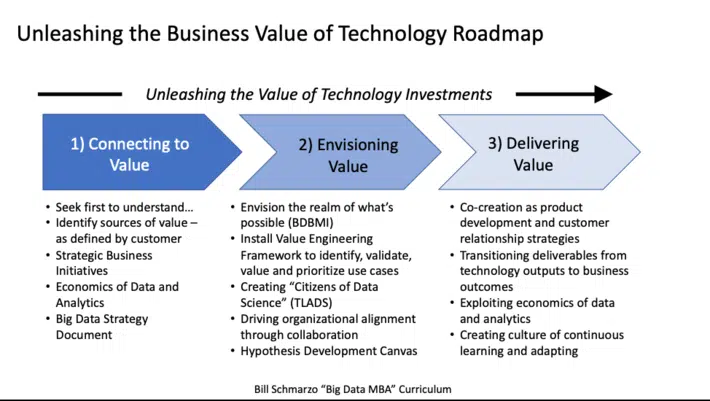 Unleashing the Business Value of Technology Roadmap
Unleashing the Value of Technology Investments
1) Connecting to
Value
• Seek first to understand…
• Identify sources of value –
as defined by customer
• Strategic Business
Initiatives
• Economics of Data and
Analytics
• Big Data Strategy
Document
2) Envisioning
Value
• Envision the realm of what’s
possible (BDBMI)
• Install Value Engineering
Framework to identify, validate,
value and prioritize use cases
• Creating “Citizens of Data
Science” (TLADS)
• Driving organizational alignment
through collaboration
• Hypothesis Development Canvas
3) Delivering
Value
• Co-creation as product
development and customer
relationship strategies
• Transitioning deliverables from
technology outputs to business
outcomes
• Exploiting economics of data
and analytics
• Creating culture of continuous
learning and adapting
Bill Schmarzo “Big Data MBA” Curriculum